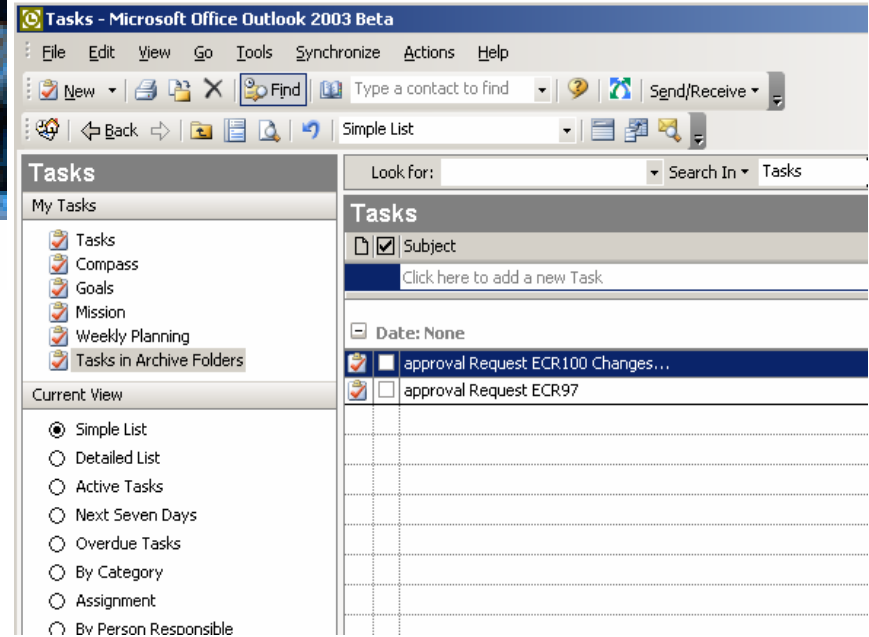 Tasks - Microsoft Office Outlook 2003 Beta
File Edit View Go Tools Synchronize Actions Help
New Find Type a contact to find Send/Receive
Back Simple List
Tasks
My Tasks
Tasks
Compass
Goals
Mission
Weekly Planning
Tasks in Archive Folders
Current View
Simple List
Detailed List
Active Tasks
Next Seven Days
Overdue Tasks
By Category
Assignment
By Person Responsible
Look for: Search In Tasks
Tasks
Subject
Click here to add a new Task
Date: None
approval Request ECR100 Changes...
approval Request ECR97